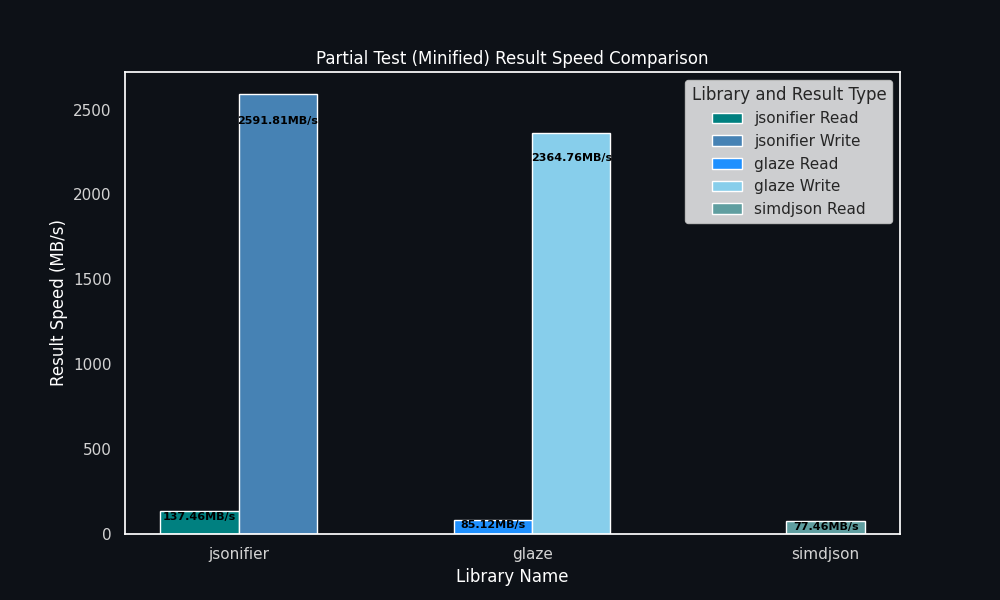 Partial Test (Minified) Result Speed Comparison
Library and Result Type
jsonifier Read
jsonifier Write
glaze Read
glaze Write
simdjson Read
Result Speed (MB/s)
2500
2000
1500
1000
500
0
2591.81MB/s
2364.76MB/s
137.46MB/s
85.12MB/s
77.46MB/s
jsonifier
glaze
simdjson
Library Name